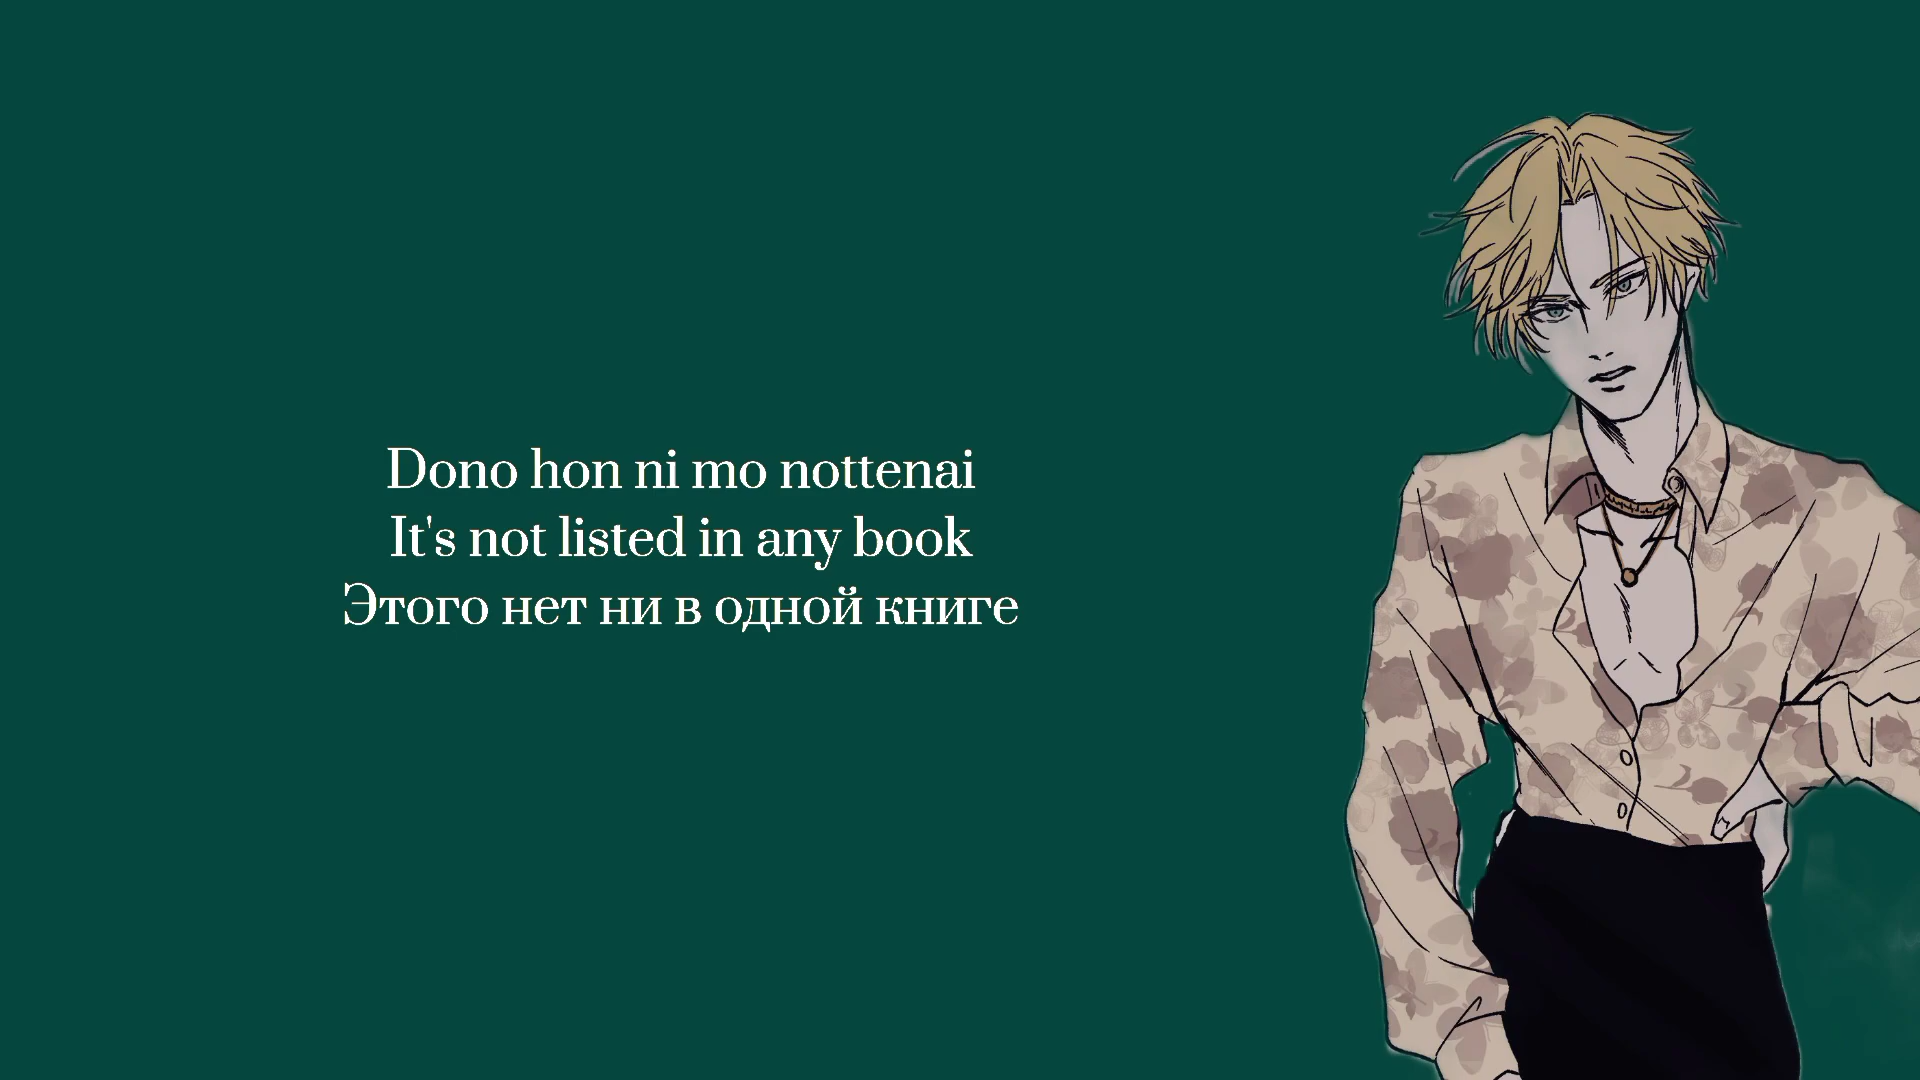 Dono hon ni mo nottenai
It's not listed in any book
Этого нет ни в одной книге